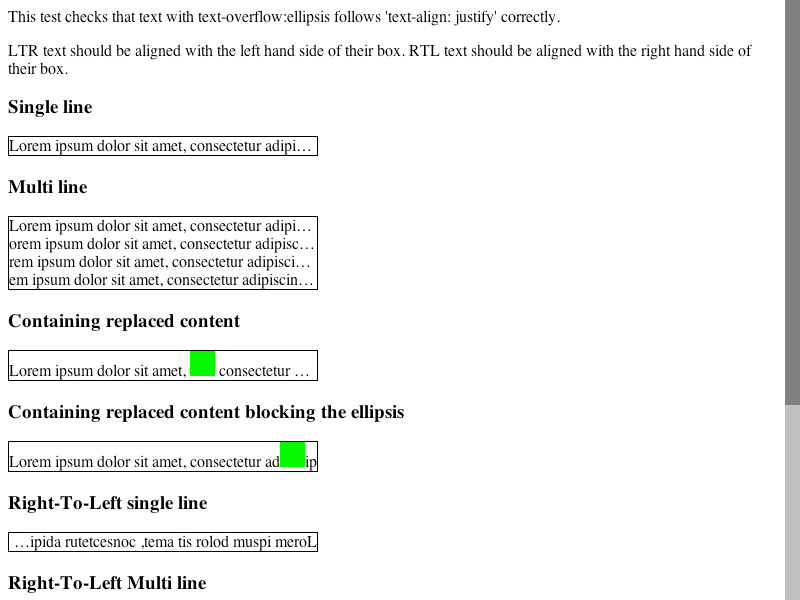 This test checks that text with text-overflow:ellipsis follows 'text-align: justify' correctly.
LTR text should be aligned with the left hand side of their box. RTL text should be aligned with the right hand side of
their box.
Single line
Lorem ipsum dolor sit amet, consectetur adipi…
Multi line
Lorem ipsum dolor sit amet, consectetur adipi…
orem ipsum dolor sit amet, consectetur adipisc…
rem ipsum dolor sit amet, consectetur adipisci…
em ipsum dolor sit amet, consectetur adipiscin…
Containing replaced content
Lorem ipsum dolor sit amet, consectetur …
Containing replaced content blocking the ellipsis
Lorem ipsum dolor sit amet, consectetur ad ip
Right-To-Left single line
…ipida rutetcesnoc ,tema tis rolod muspi meroL
Right-To-Left Multi line